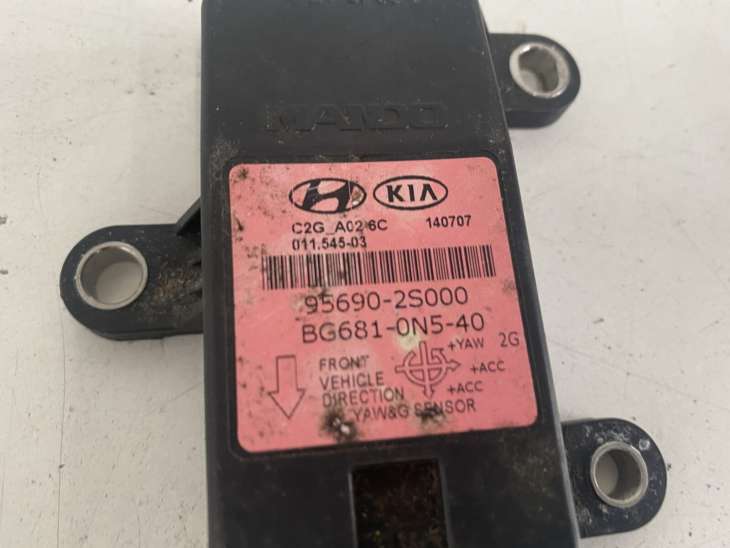 MANDO
KIA
C2G_A02 6C 140707
011.545-03
95690-2S000
BG681-0N5-40
+YAW 2G
FRONT
VEHICLE +ACC
DIRECTION +ACC
YAW&G SENSOR